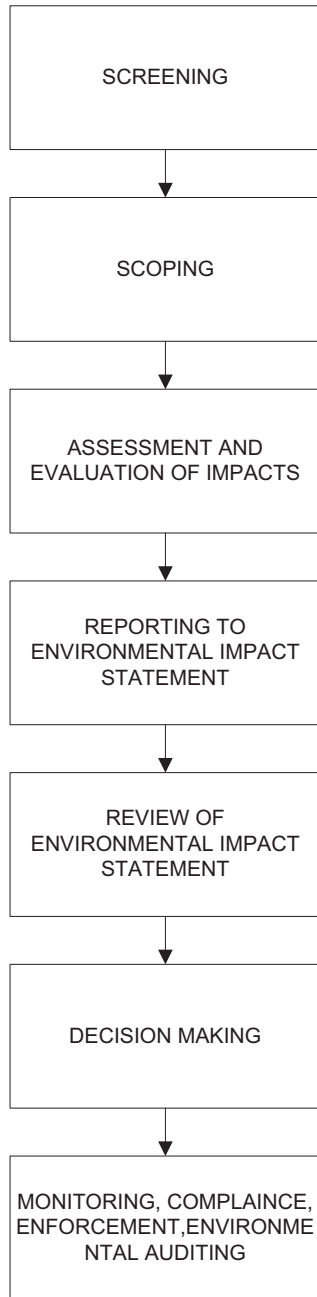 SCREENING
SCOPING
ASSESSMENT AND
EVALUATION OF IMPACTS
REPORTING TO
ENVIRONMENTAL IMPACT
STATEMENT
REVIEW OF
ENVIRONMENTAL IMPACT
STATEMENT
DECISION MAKING
MONITORING, COMPLAINCE,
ENFORCEMENT,ENVIRONME
NTAL AUDITING